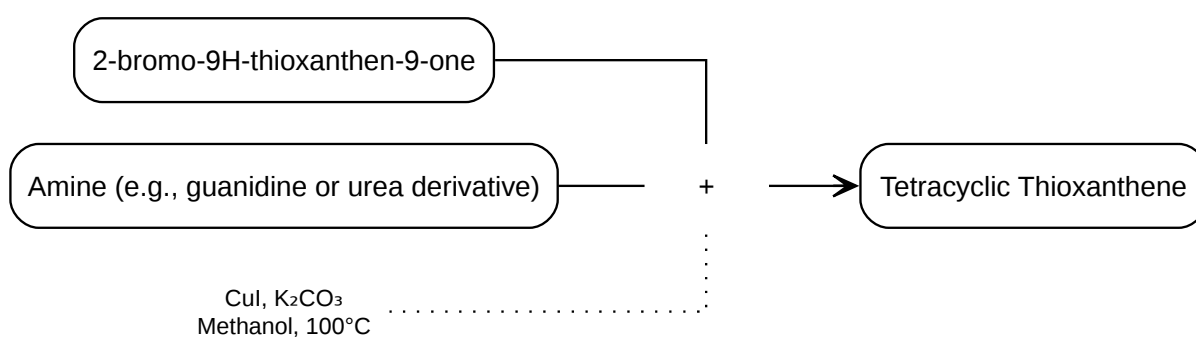 2-bromo-9H-thioxanthen-9-one
Amine (e.g., guanidine or urea derivative)
+
Tetracyclic Thioxanthene
CuI, K₂CO₃
Methanol, 100°C